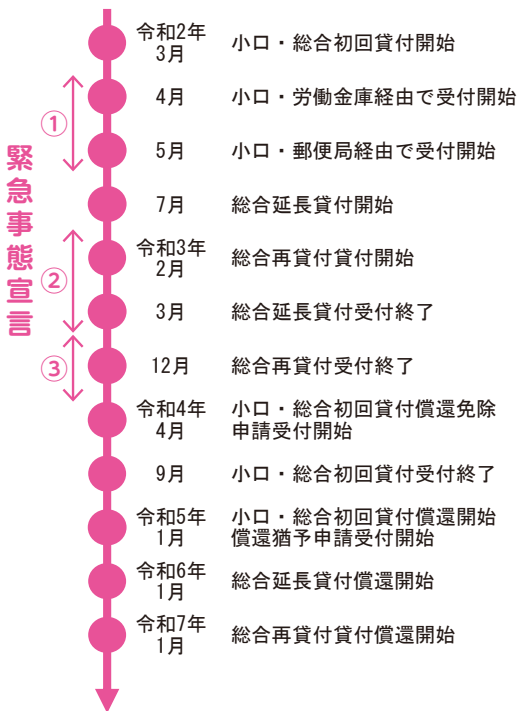 緊急事態宣言
令和2年
3月
小口・総合初回貸付開始
①
4月
小口・労働金庫経由で受付開始
5月
小口・郵便局経由で受付開始
7月
総合延長貸付開始
②
令和3年
2月
総合再貸付貸付開始
3月
総合延長貸付受付終了
③
12月
総合再貸付受付終了
令和4年
4月
小口・総合初回貸付償還免除
申請受付開始
9月
小口・総合初回貸付受付終了
令和5年
1月
小口・総合初回貸付償還開始
償還猶予申請受付開始
令和6年
1月
総合延長貸付償還開始
令和7年
1月
総合再貸付貸付償還開始